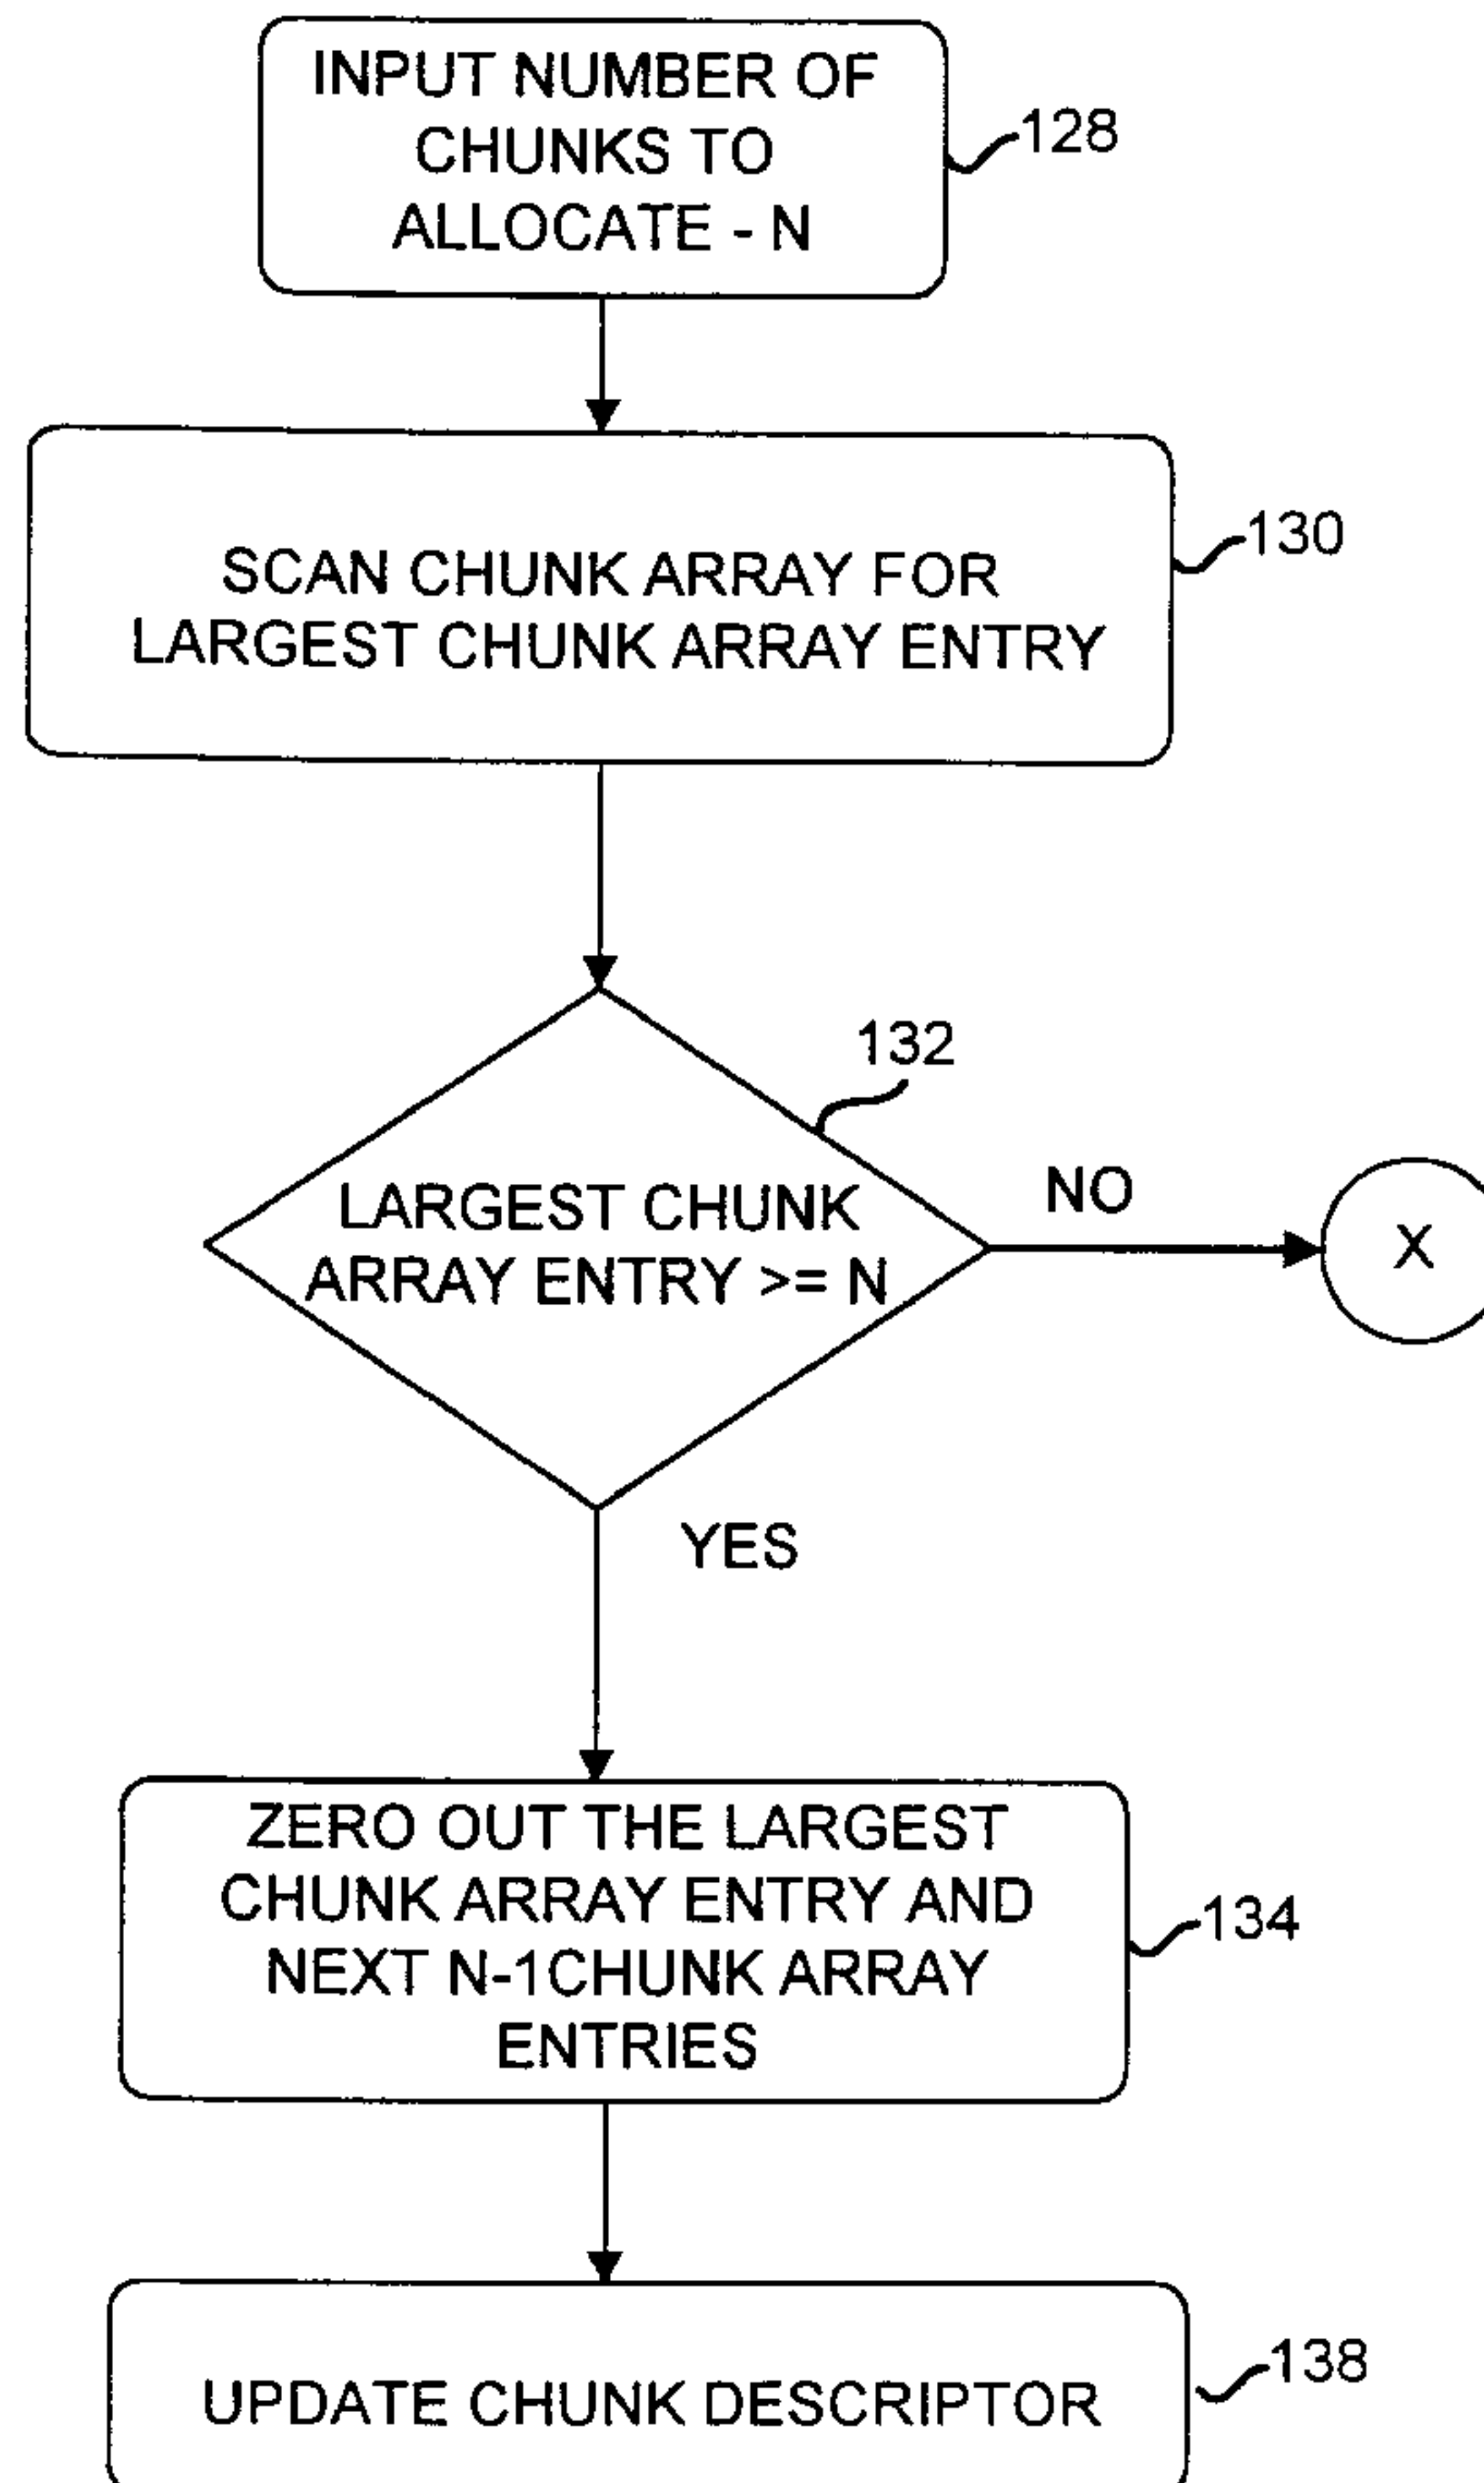 INPUT NUMBER OF
CHUNKS TO
ALLOCATE - N
128
SCAN CHUNK ARRAY FOR
LARGEST CHUNK ARRAY ENTRY
130
132
LARGEST CHUNK
ARRAY ENTRY >= N
NO
X
YES
ZERO OUT THE LARGEST
CHUNK ARRAY ENTRY AND
NEXT N-1CHUNK ARRAY
ENTRIES
134
UPDATE CHUNK DESCRIPTOR
138